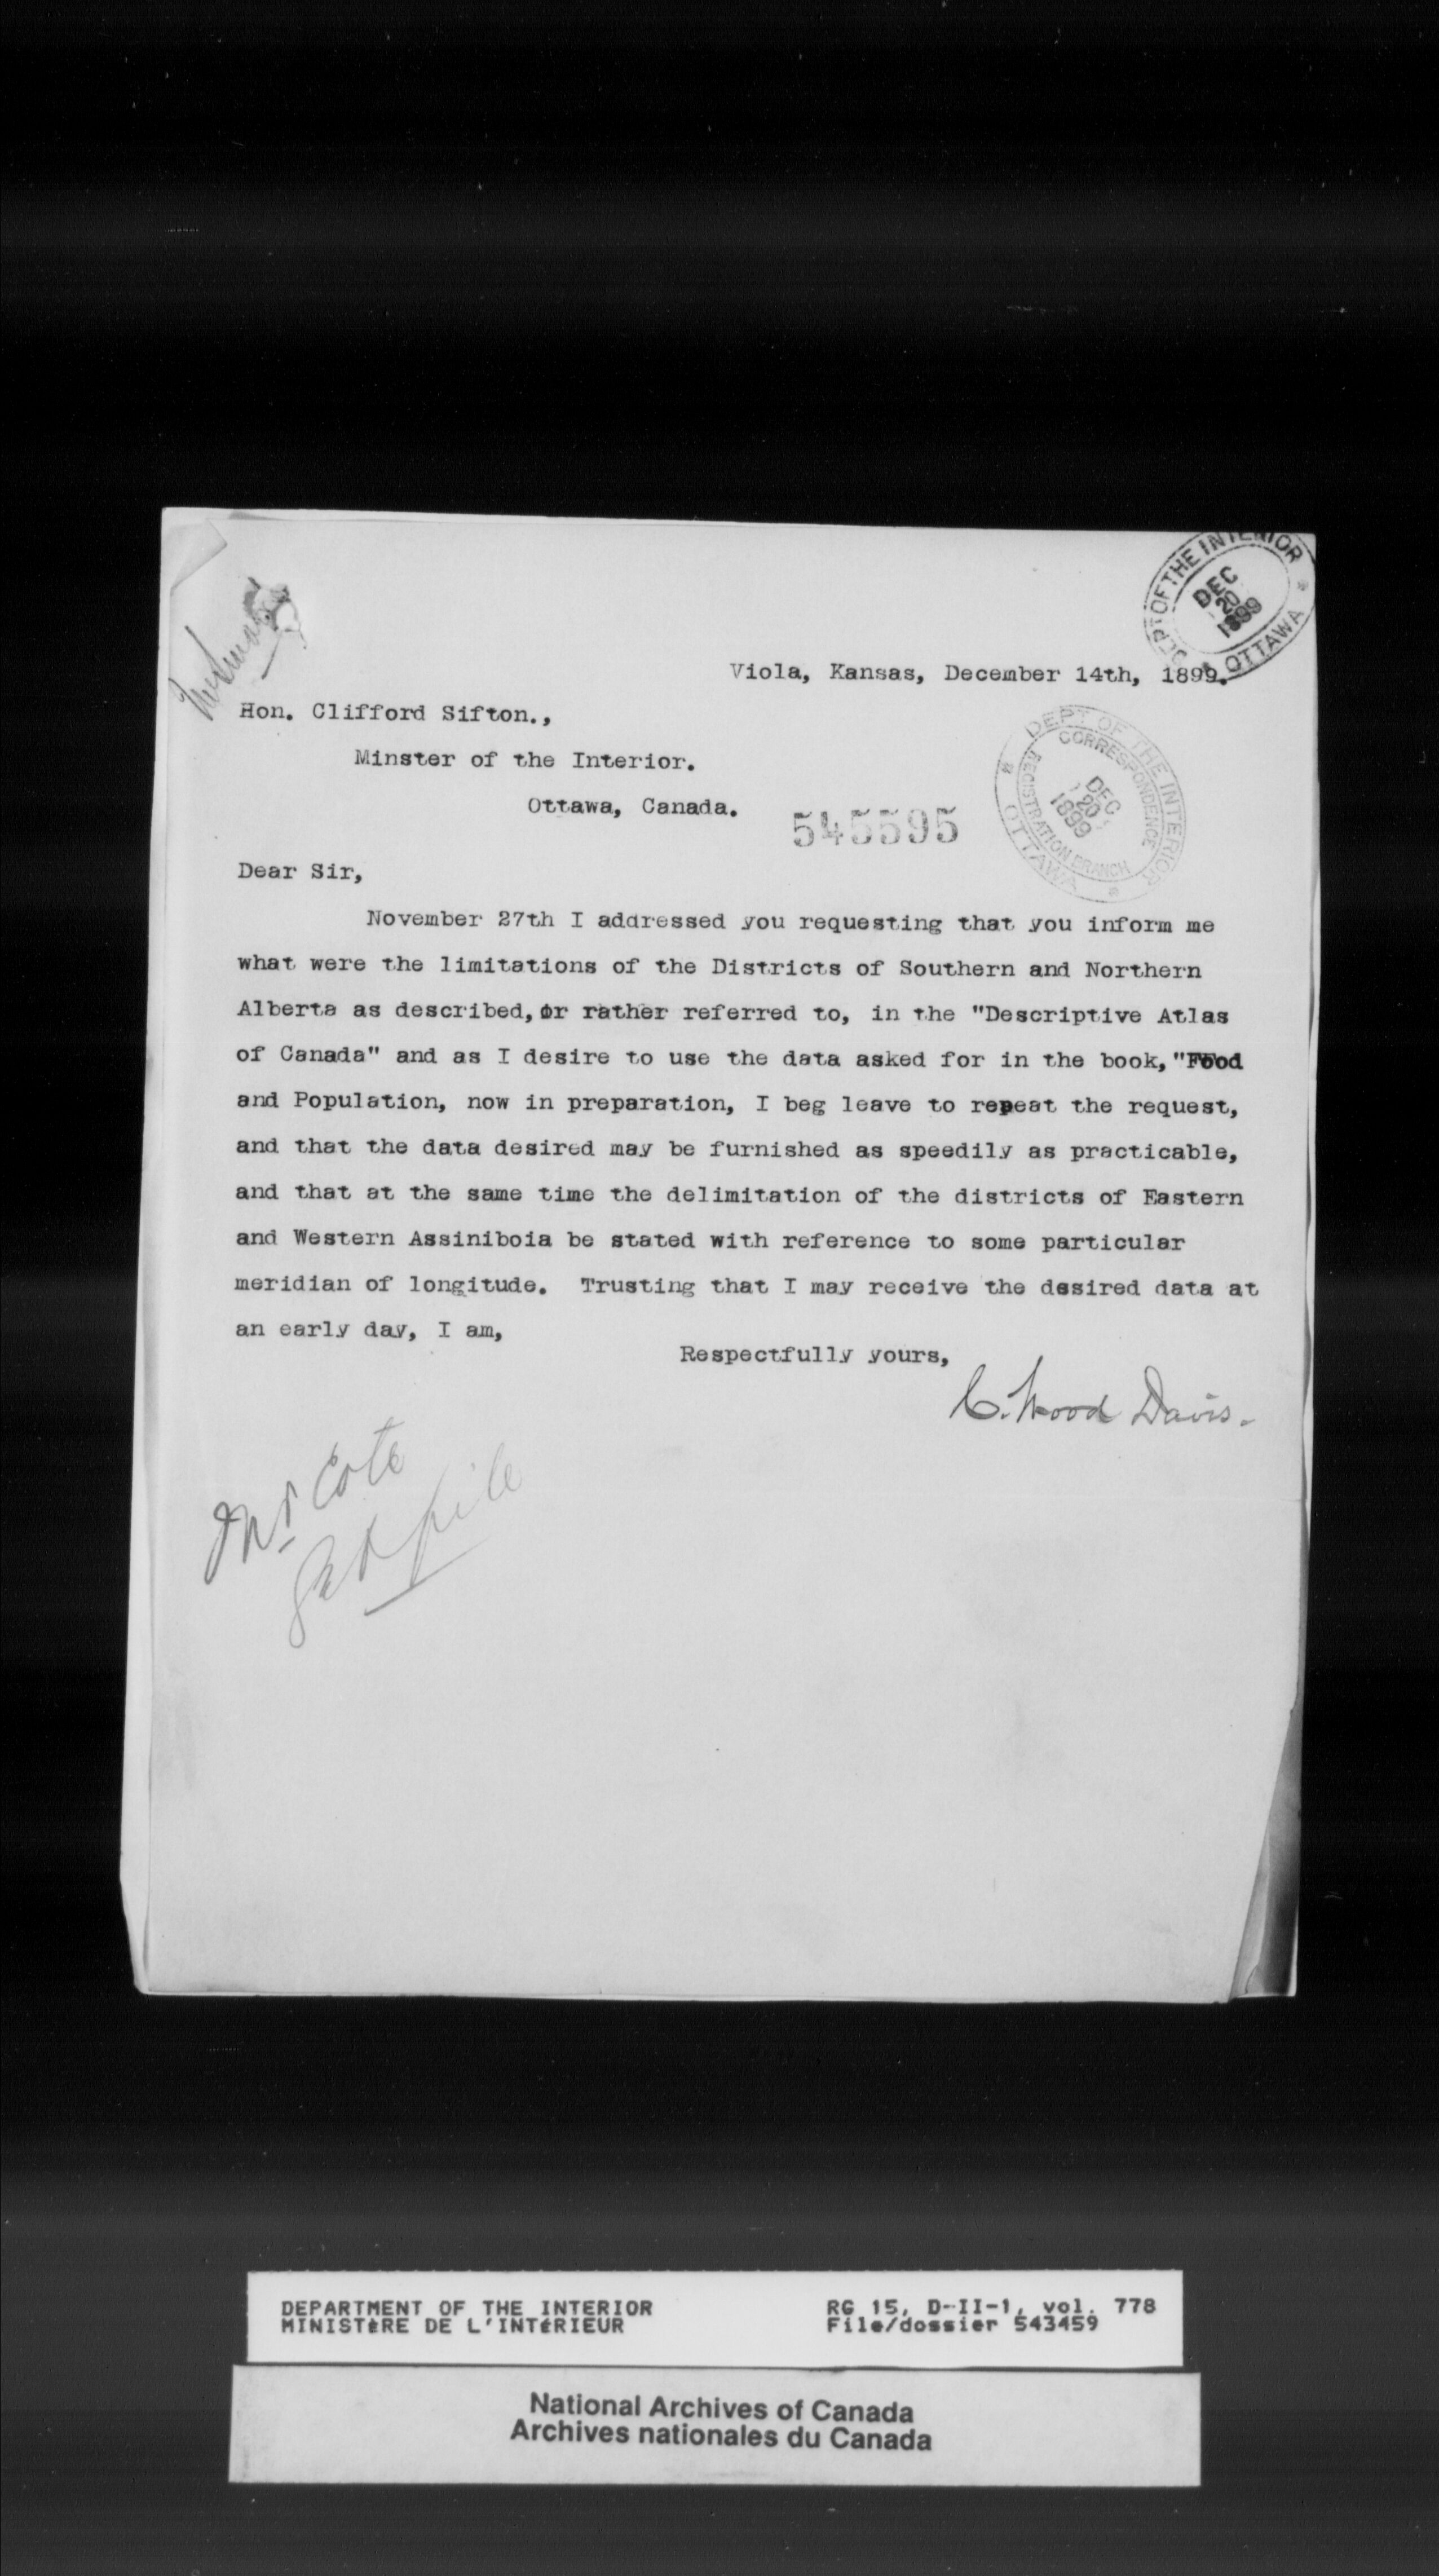 DEPT OF THE INTERIOR
DEC
20
1899
OTTAWA
Viola, Kansas, December 14th, 1899.
Hon. Clifford Sifton.,
Minster of the Interior.
Ottawa, Canada.
DEPT OF THE INTERIOR
CORRESPONDENCE
REGISTRATION BRANCH
DEC
20
1899
OTTAWA
545595
Dear Sir,
November 27th I addressed you requesting that you inform me
what were the limitations of the Districts of Southern and Northern
Alberta as described, or rather referred to, in the "Descriptive Atlas
of Canada" and as I desire to use the data asked for in the book, "Food
and Population, now in preparation, I beg leave to repeat the request,
and that the data desired may be furnished as speedily as practicable,
and that at the same time the delimitation of the districts of Eastern
and Western Assiniboia be stated with reference to some particular
meridian of longitude. Trusting that I may receive the desired data at
an early day, I am,
Respectfully yours,
C. Wood Davis.
Mr Cote
get file
DEPARTMENT OF THE INTERIOR
MINISTèRE DE L'INTéRIEUR
RG 15, D-II-1, vol. 778
File/dossier 543459
National Archives of Canada
Archives nationales du Canada